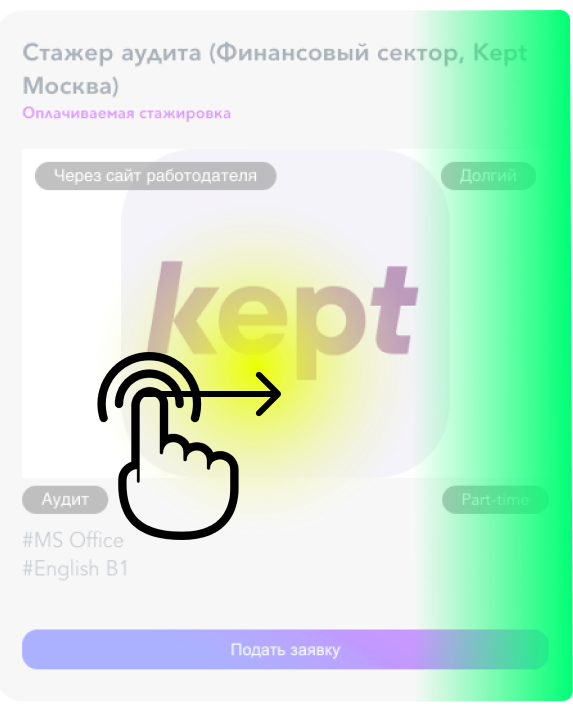 Стажер аудита (Финансовый сектор, Kept
Москва)
Оплачиваемая стажировка
Через сайт работодателя
Долгий
kept
Аудит
Part-time
#MS Office
#English B1
Подать заявку